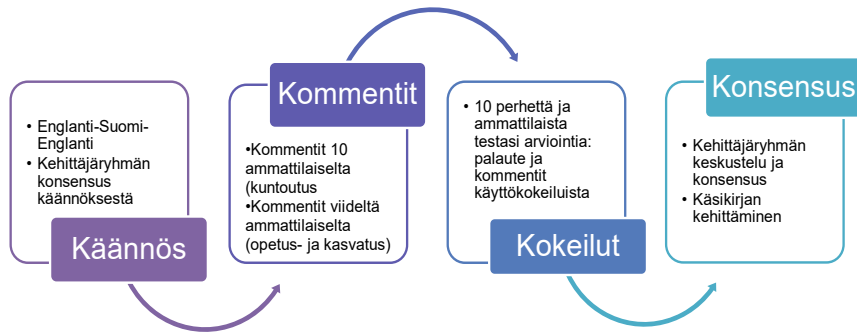 • Englanti-Suomi-
Englanti
• Kehittäjäryhmän
konsensus
käännöksestä
Käännös
Kommentit
•Kommentit 10
ammattilaiselta
(kuntoutus
•Kommentit viideltä
ammattilaiselta
(opetus- ja kasvatus)
• 10 perhettä ja
ammattilaista
testasi arviointia:
palaute ja
kommentit
käyttökokeiluista
Kokeilut
Konsensus
• Kehittäjäryhmän
keskustelu ja
konsensus
• Käsikirjan
kehittäminen